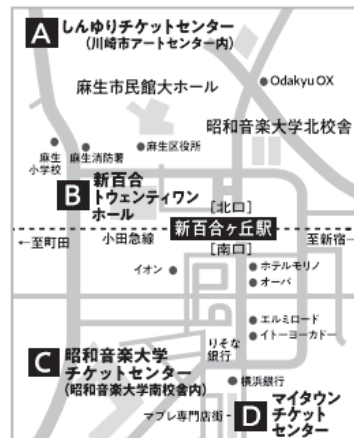 A しんゆりチケットセンター
(川崎市アートセンター内)
麻生市民館大ホール
Odakyu OX
昭和音楽大学北校舎
麻生
小学校
麻生消防署
麻生区役所
B 新百合
トウェンティワン
ホール
[北口]
←至町田
小田急線
新百合ヶ丘駅
至新宿→
[南口]
イオン
ホテルモリノ
オーパ
エルミロード
イトーヨーカドー
りそな
銀行
C 昭和音楽大学
チケットセンター
(昭和音楽大学南校舎内)
横浜銀行
マプレ専門店街
D マイタウン
チケット
センター